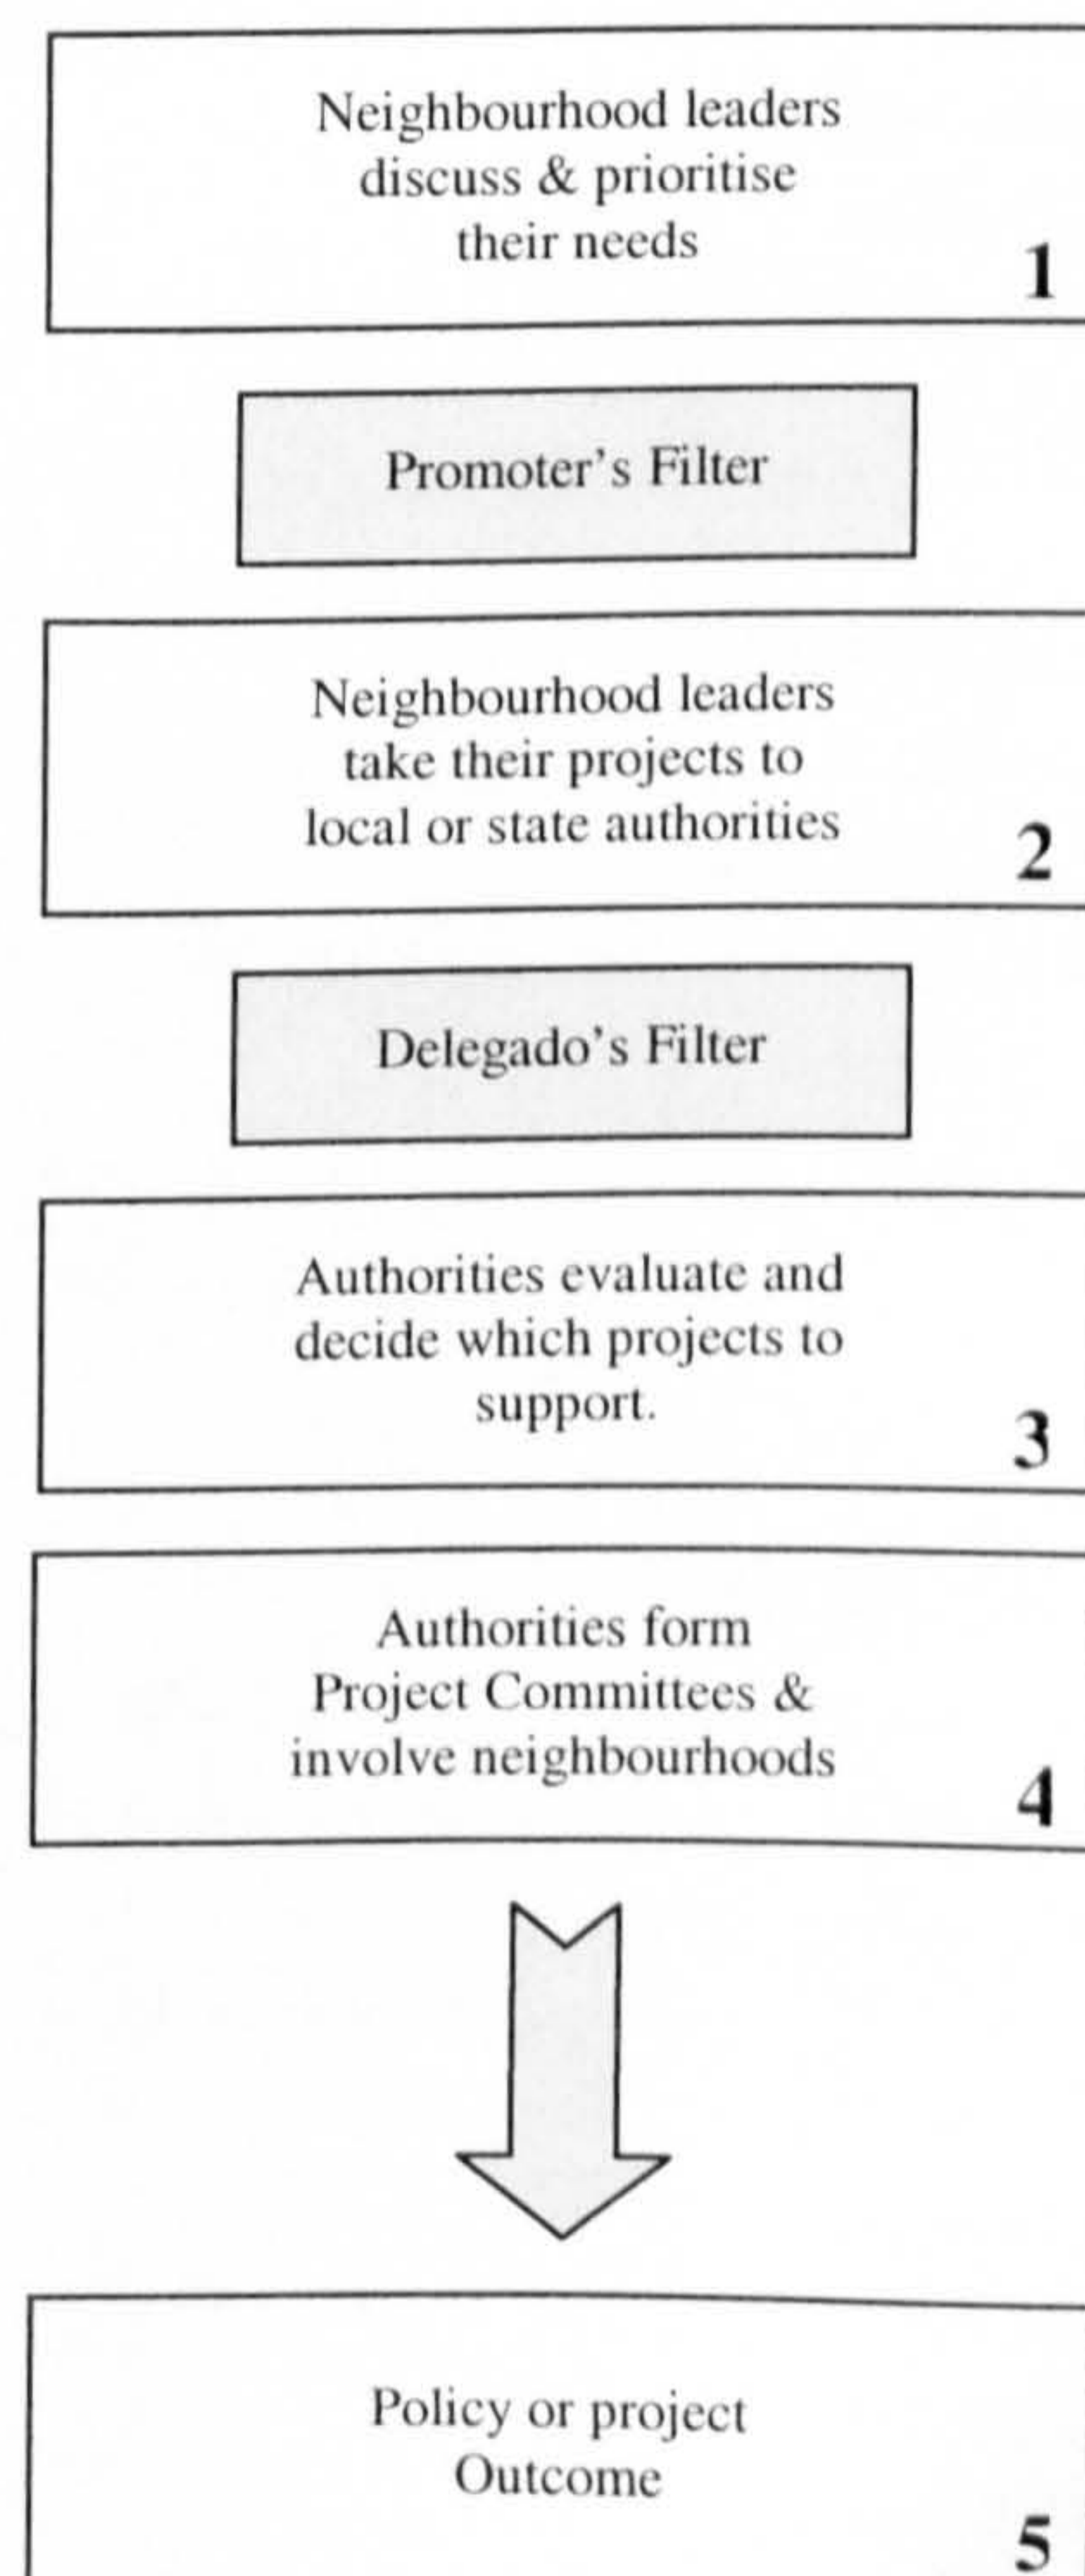 Neighbourhood leaders
discuss & prioritise
their needs
1
Promoter's Filter
Neighbourhood leaders
take their projects to
local or state authorities
2
Delegado's Filter
Authorities evaluate and
decide which projects to
support.
3
Authorities form
Project Committees &
involve neighbourhoods
4
Policy or project
Outcome
5